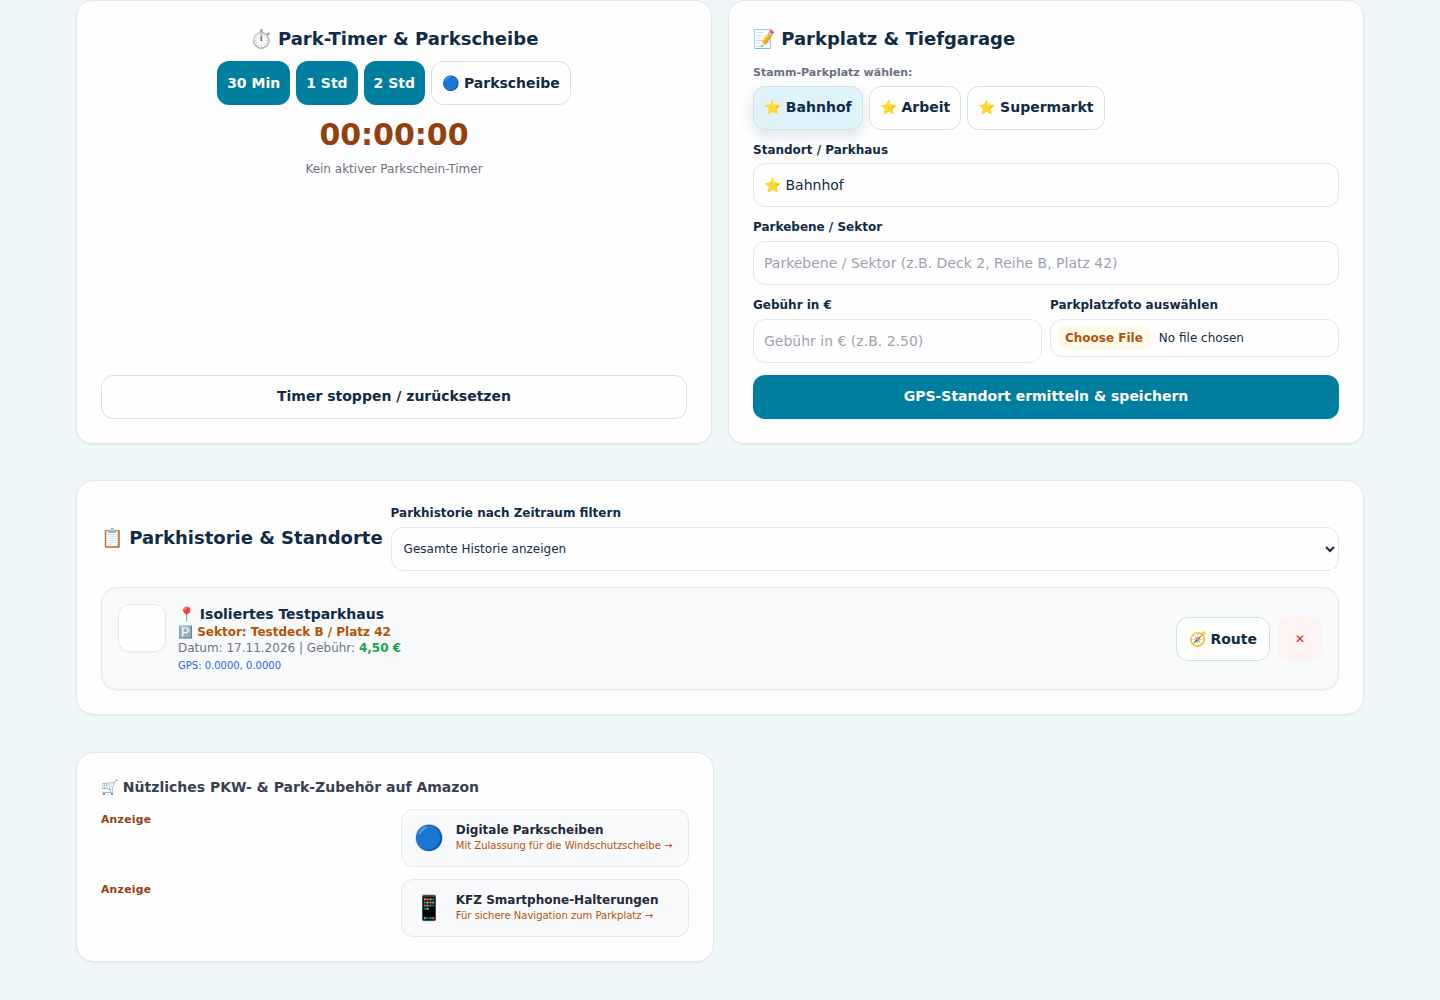 ⏱️ Park-Timer & Parkscheibe
30 Min
1 Std
2 Std
🔵 Parkscheibe
00:00:00
Kein aktiver Parkschein-Timer
Timer stoppen / zurücksetzen
📝 Parkplatz & Tiefgarage
Stamm-Parkplatz wählen:
⭐ Bahnhof
⭐ Arbeit
⭐ Supermarkt
Standort / Parkhaus
⭐ Bahnhof
Parkebene / Sektor
Parkebene / Sektor (z.B. Deck 2, Reihe B, Platz 42)
Gebühr in €
Gebühr in € (z.B. 2.50)
Parkplatzfoto auswählen
Choose File No file chosen
GPS-Standort ermitteln & speichern
📋 Parkhistorie & Standorte
Parkhistorie nach Zeitraum filtern
Gesamte Historie anzeigen
📍 Isoliertes Testparkhaus
🅿️ Sektor: Testdeck B / Platz 42
Datum: 17.11.2026 | Gebühr: 4,50 €
GPS: 0.0000, 0.0000
🧭 Route
✕
🛒 Nützliches PKW- & Park-Zubehör auf Amazon
Anzeige
🔵 Digitale Parkscheiben
Mit Zulassung für die Windschutzscheibe →
Anzeige
📱 KFZ Smartphone-Halterungen
Für sichere Navigation zum Parkplatz →